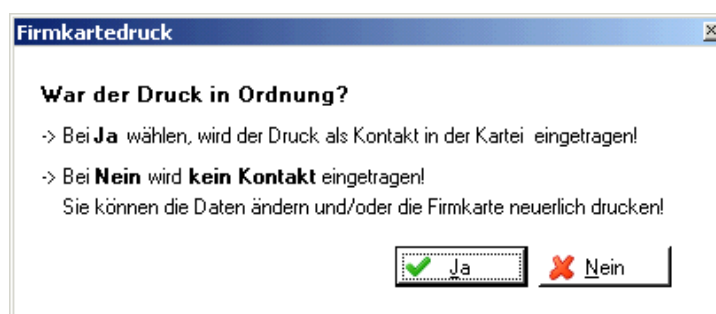 Firmkartedruck
War der Druck in Ordnung?
-> Bei Ja wählen, wird der Druck als Kontakt in der Kartei eingetragen!
-> Bei Nein wird kein Kontakt eingetragen!
Sie können die Daten ändern und/oder die Firmkarte neuerlich drucken!
Ja Nein